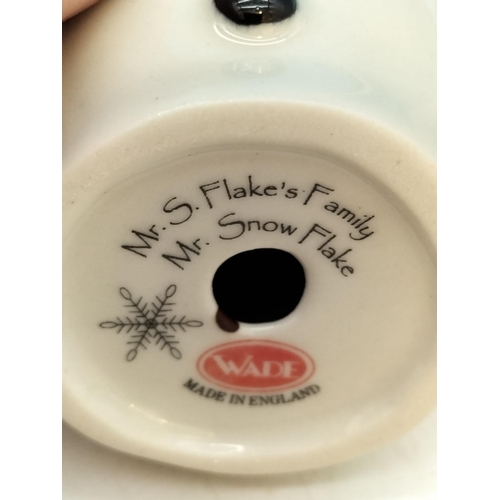 Mr. S. Flake's Family
Mr. Snow Flake
WADE
MADE IN ENGLAND